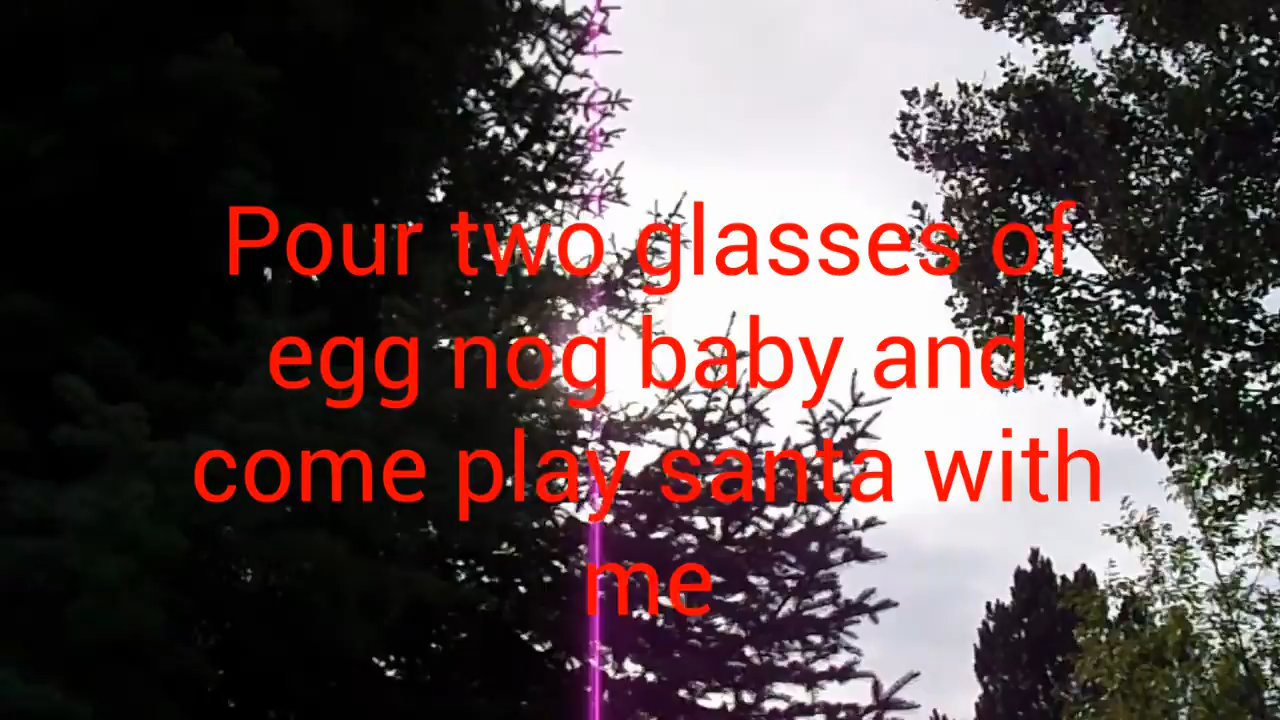 Pour two glasses of
egg nog baby and
come play santa with
me